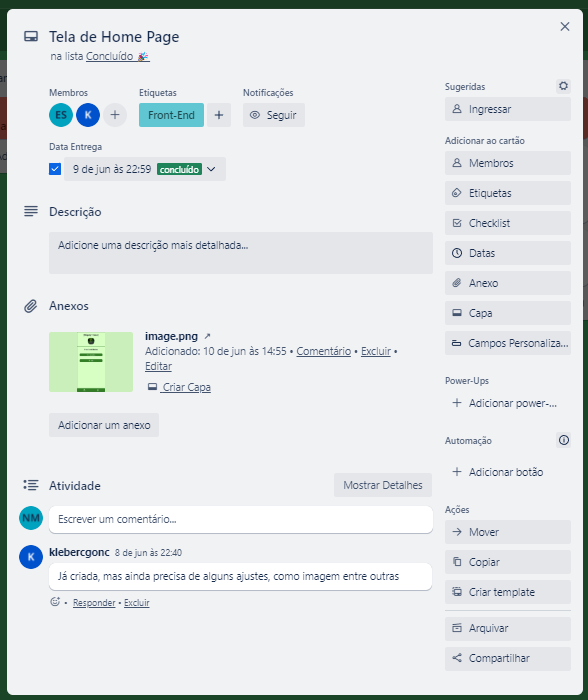 Tela de Home Page
na lista Concluído 🎉
Membros
Etiquetas
Notificações
ES
K
Front-End
Seguir
Data Entrega
9 de jun às 22:59 concluído
Descrição
Adicione uma descrição mais detalhada...
Anexos
image.png ↗
Adicionado: 10 de jun às 14:55 • Comentário • Excluir •
Editar
Criar Capa
Adicionar um anexo
Atividade
Mostrar Detalhes
NM
Escrever um comentário...
K
klebercgonc 8 de jun às 22:40
Já criada, mas ainda precisa de alguns ajustes, como imagem entre outras
• Responder • Excluir
Sugeridas
Ingressar
Adicionar ao cartão
Membros
Etiquetas
Checklist
Datas
Anexo
Capa
Campos Personaliza...
Power-Ups
+ Adicionar power-...
Automação
+ Adicionar botão
Ações
Mover
Copiar
Criar template
Arquivar
Compartilhar